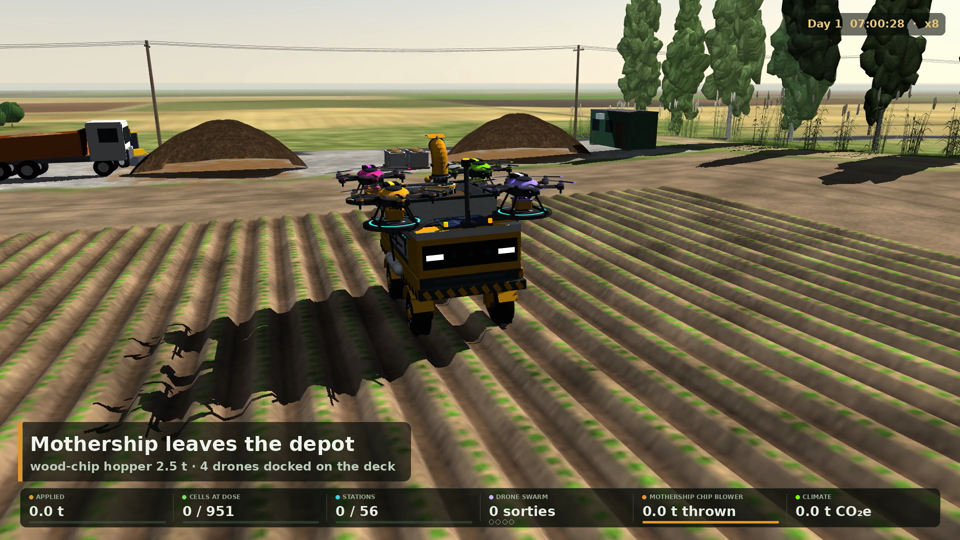 Day 1 07:00:28 · x8
Mothership leaves the depot
wood-chip hopper 2.5 t · 4 drones docked on the deck
APPLIED
0.0 t
CELLS AT DOSE
0 / 951
STATIONS
0 / 56
DRONE SWARM
0 sorties
MOTHERSHIP CHIP BLOWER
0.0 t thrown
CLIMATE
0.0 t CO₂e